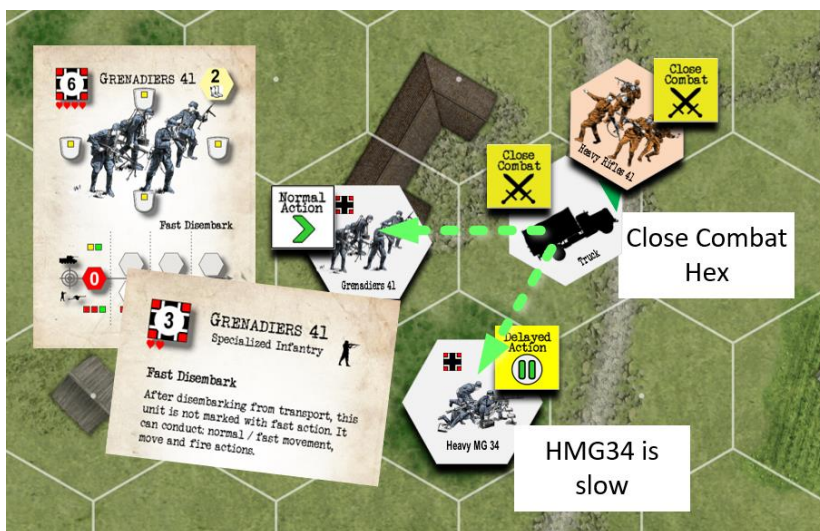 6
GRENADIERS 41
2
Fast Disembark
0
3
GRENADIERS 41
Specialized Infantry
Fast Disembark
After disembarking from transport, this
unit is not marked with fast action. It
can conduct: normal / fast movement,
move and fire actions.
Normal
Action
Grenadiers 41
Close
Combat
Truck
Close
Combat
Heavy Rifles 41
Close Combat
Hex
Delayed
Action
Heavy MG 34
HMG34 is
slow